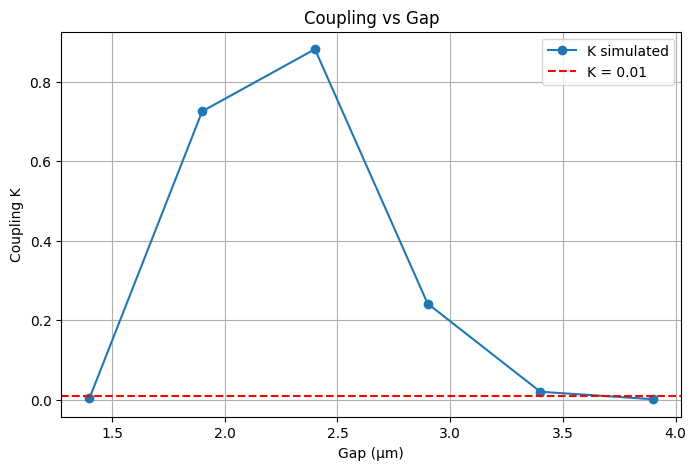 Coupling vs Gap
K simulated
K = 0.01
Coupling K
0.8
0.6
0.4
0.2
0.0
1.5 2.0 2.5 3.0 3.5 4.0
Gap (μm)